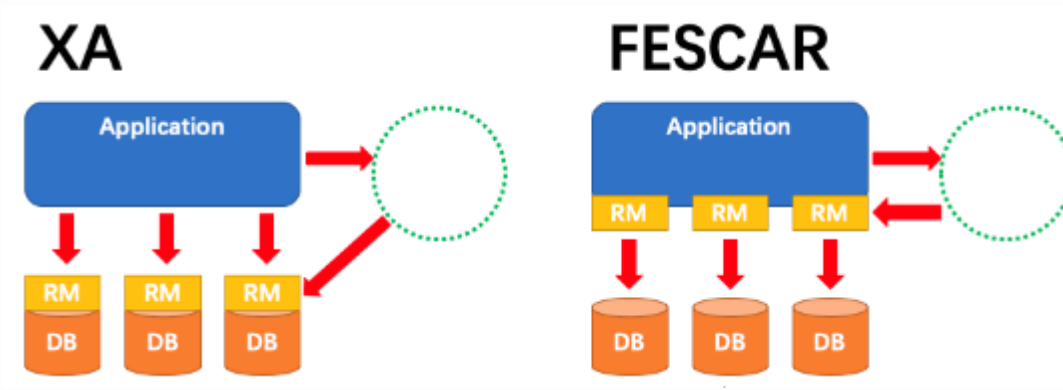 XA
FESCAR
Application
Application
RM RM RM
RM RM RM
DB DB DB
DB DB DB